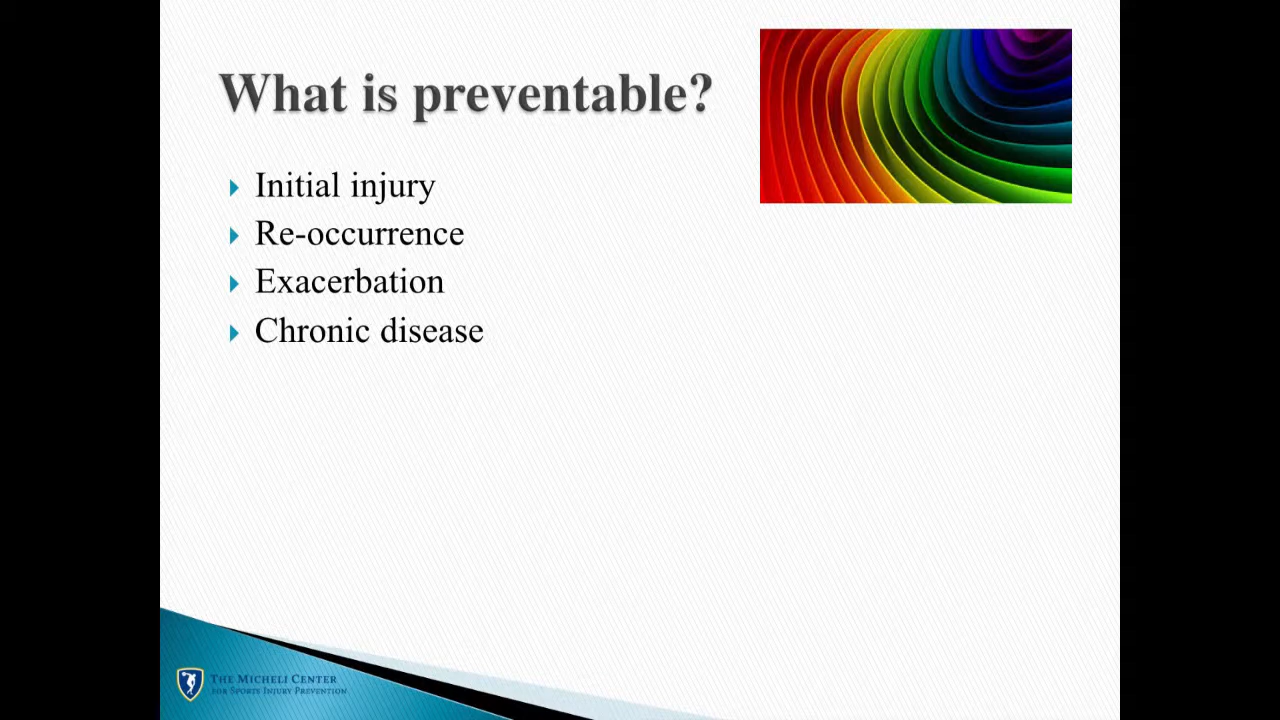 What is preventable?
Initial injury
Re-occurrence
Exacerbation
Chronic disease
THE MICHELI CENTER
FOR SPORTS INJURY PREVENTION